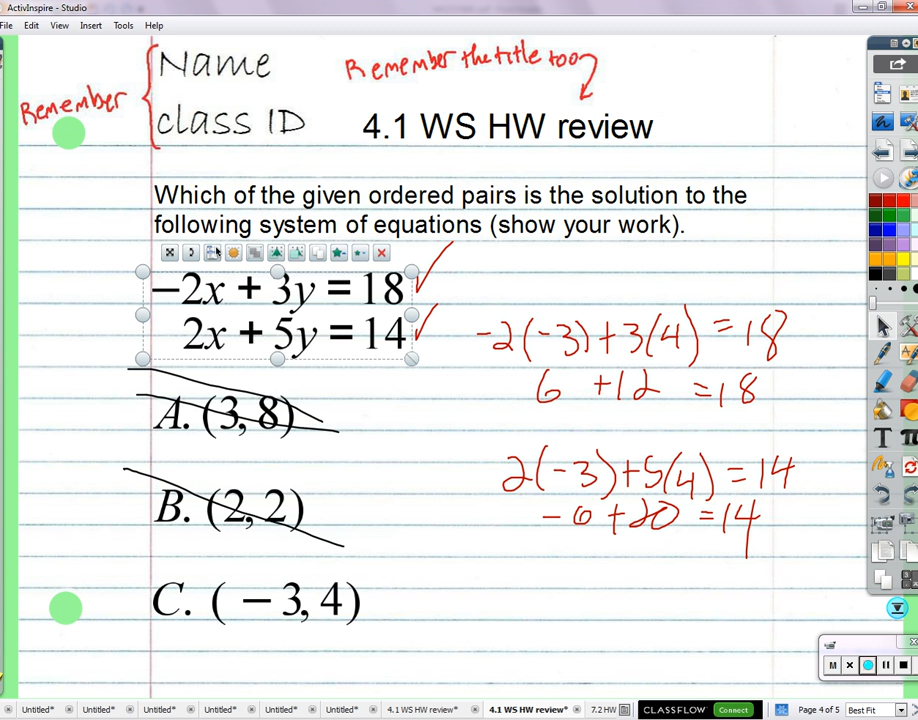 ActivInspire - Studio
File Edit View Insert Tools Help
Remember
Name
class ID
Remember the title too
4.1 WS HW review
Which of the given ordered pairs is the solution to the
following system of equations (show your work).
−2x + 3y = 18
2x + 5y = 14
-2(-3)+3(4) = 18
6 +12 = 18
A. (3, 8)
2(-3)+5(4) = 14
-6 +20 = 14
B. (2, 2)
C. ( − 3, 4)
M
Untitled* Untitled* Untitled* Untitled* Untitled* Untitled* 4.1 WS HW review* 4.1 WS HW review* 7.2 HW CLASSFLOW Connect Page 4 of 5 Best Fit